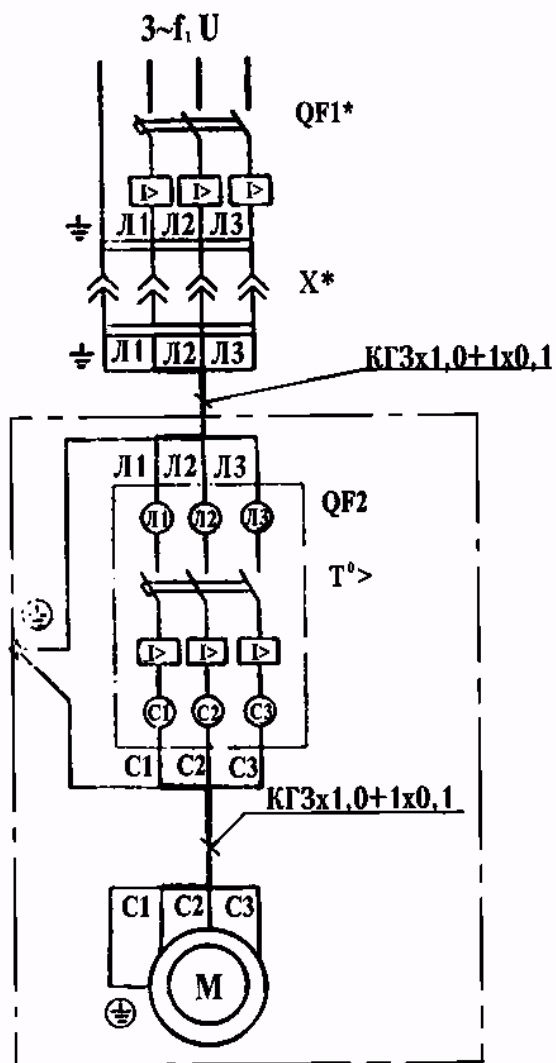 3~f₁ U
QF1*
I> I> I>
Л1 Л2 Л3
X*
Л1 Л2 Л3
КГ3х1,0+1х0,1
Л1 Л2 Л3
QF2
Л1 Л2 Л3
T⁰>
I> I> I>
C1 C2 C3
C1 C2 C3
КГ3х1,0+1х0,1
C1 C2 C3
M